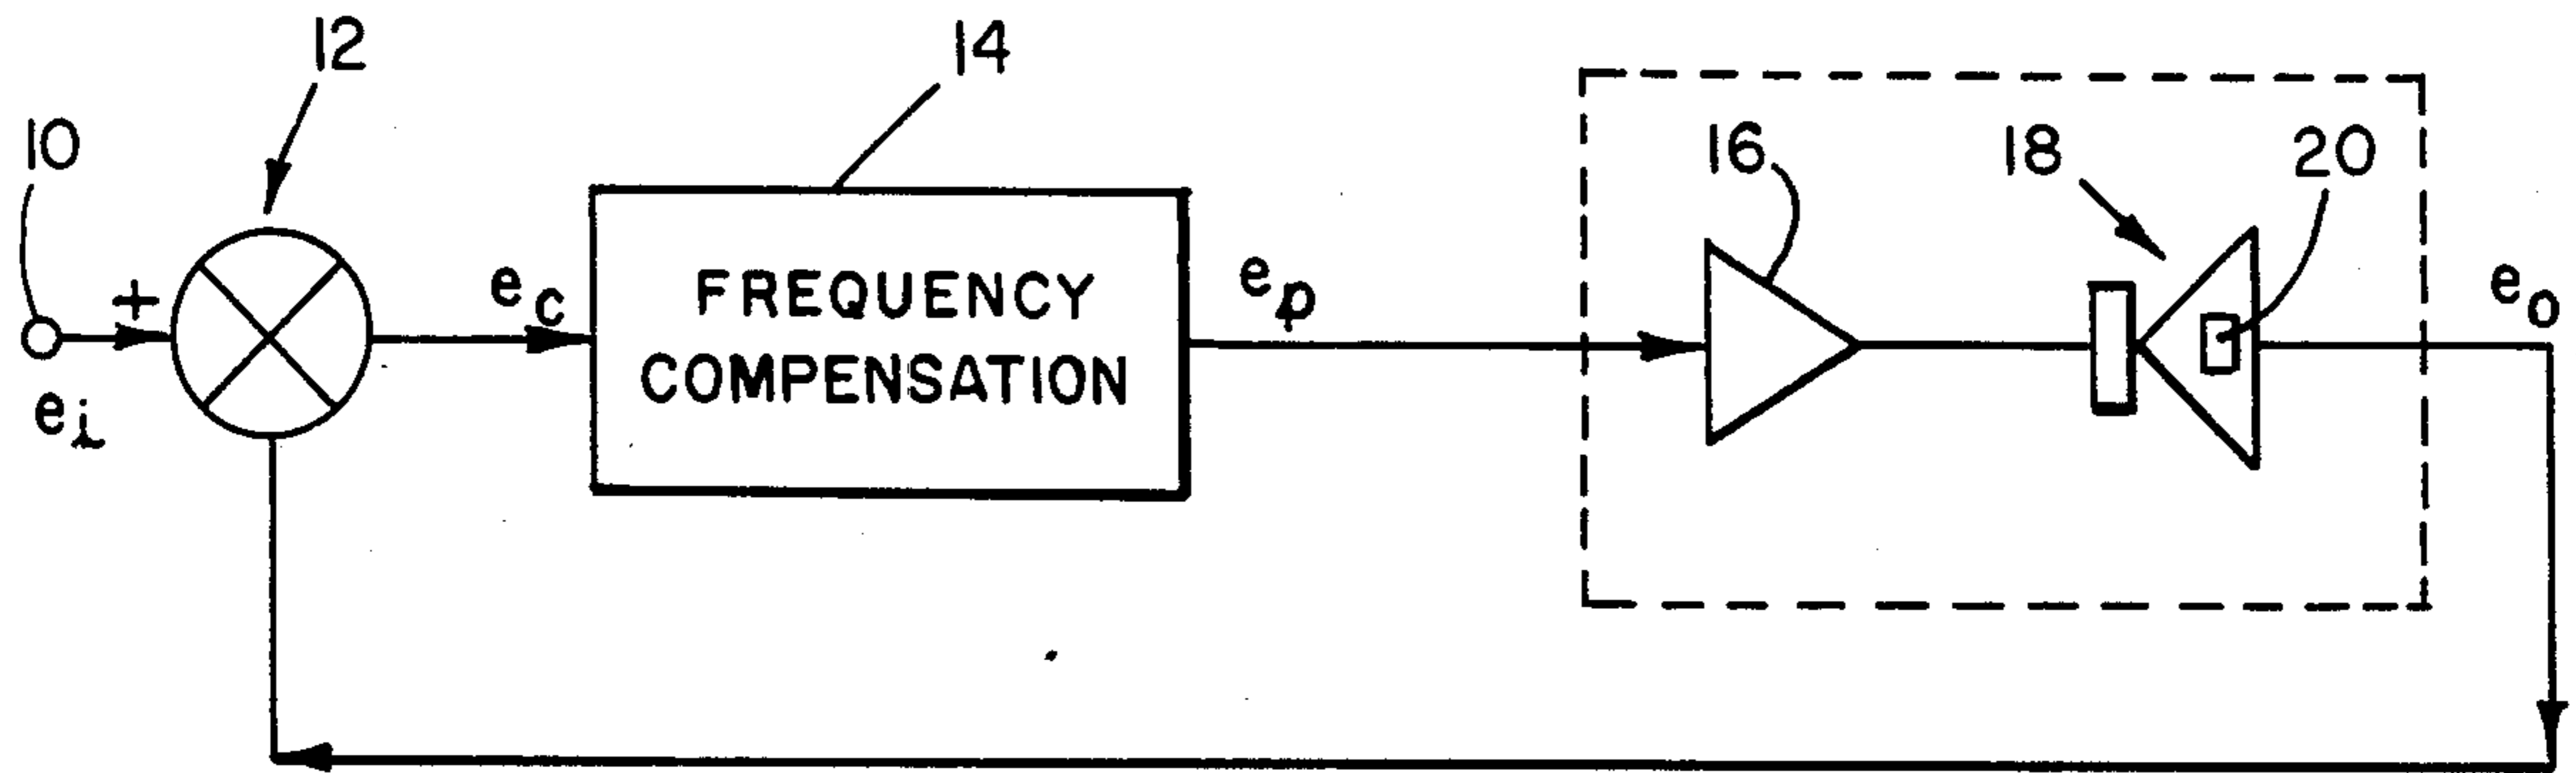 12
14
10
16
18
20
+
e_i
e_c
FREQUENCY
COMPENSATION
e_p
e_o